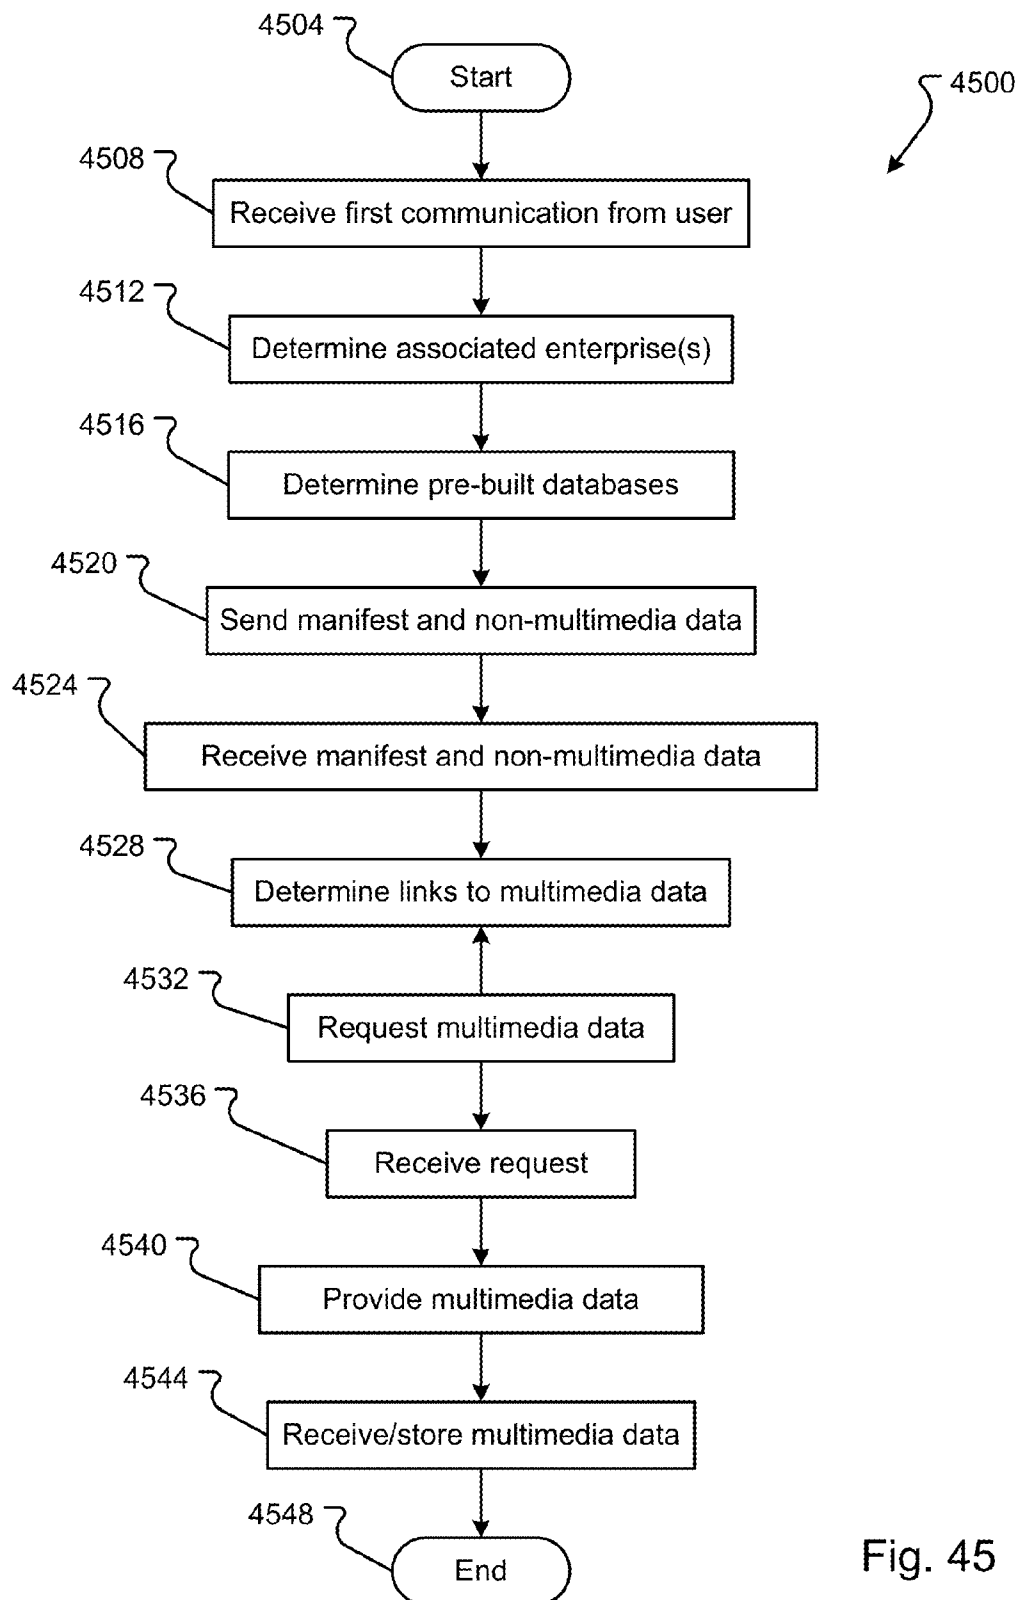 4504
Start
4500
4508
Receive first communication from user
4512
Determine associated enterprise(s)
4516
Determine pre-built databases
4520
Send manifest and non-multimedia data
4524
Receive manifest and non-multimedia data
4528
Determine links to multimedia data
4532
Request multimedia data
4536
Receive request
4540
Provide multimedia data
4544
Receive/store multimedia data
4548
End
Fig. 45